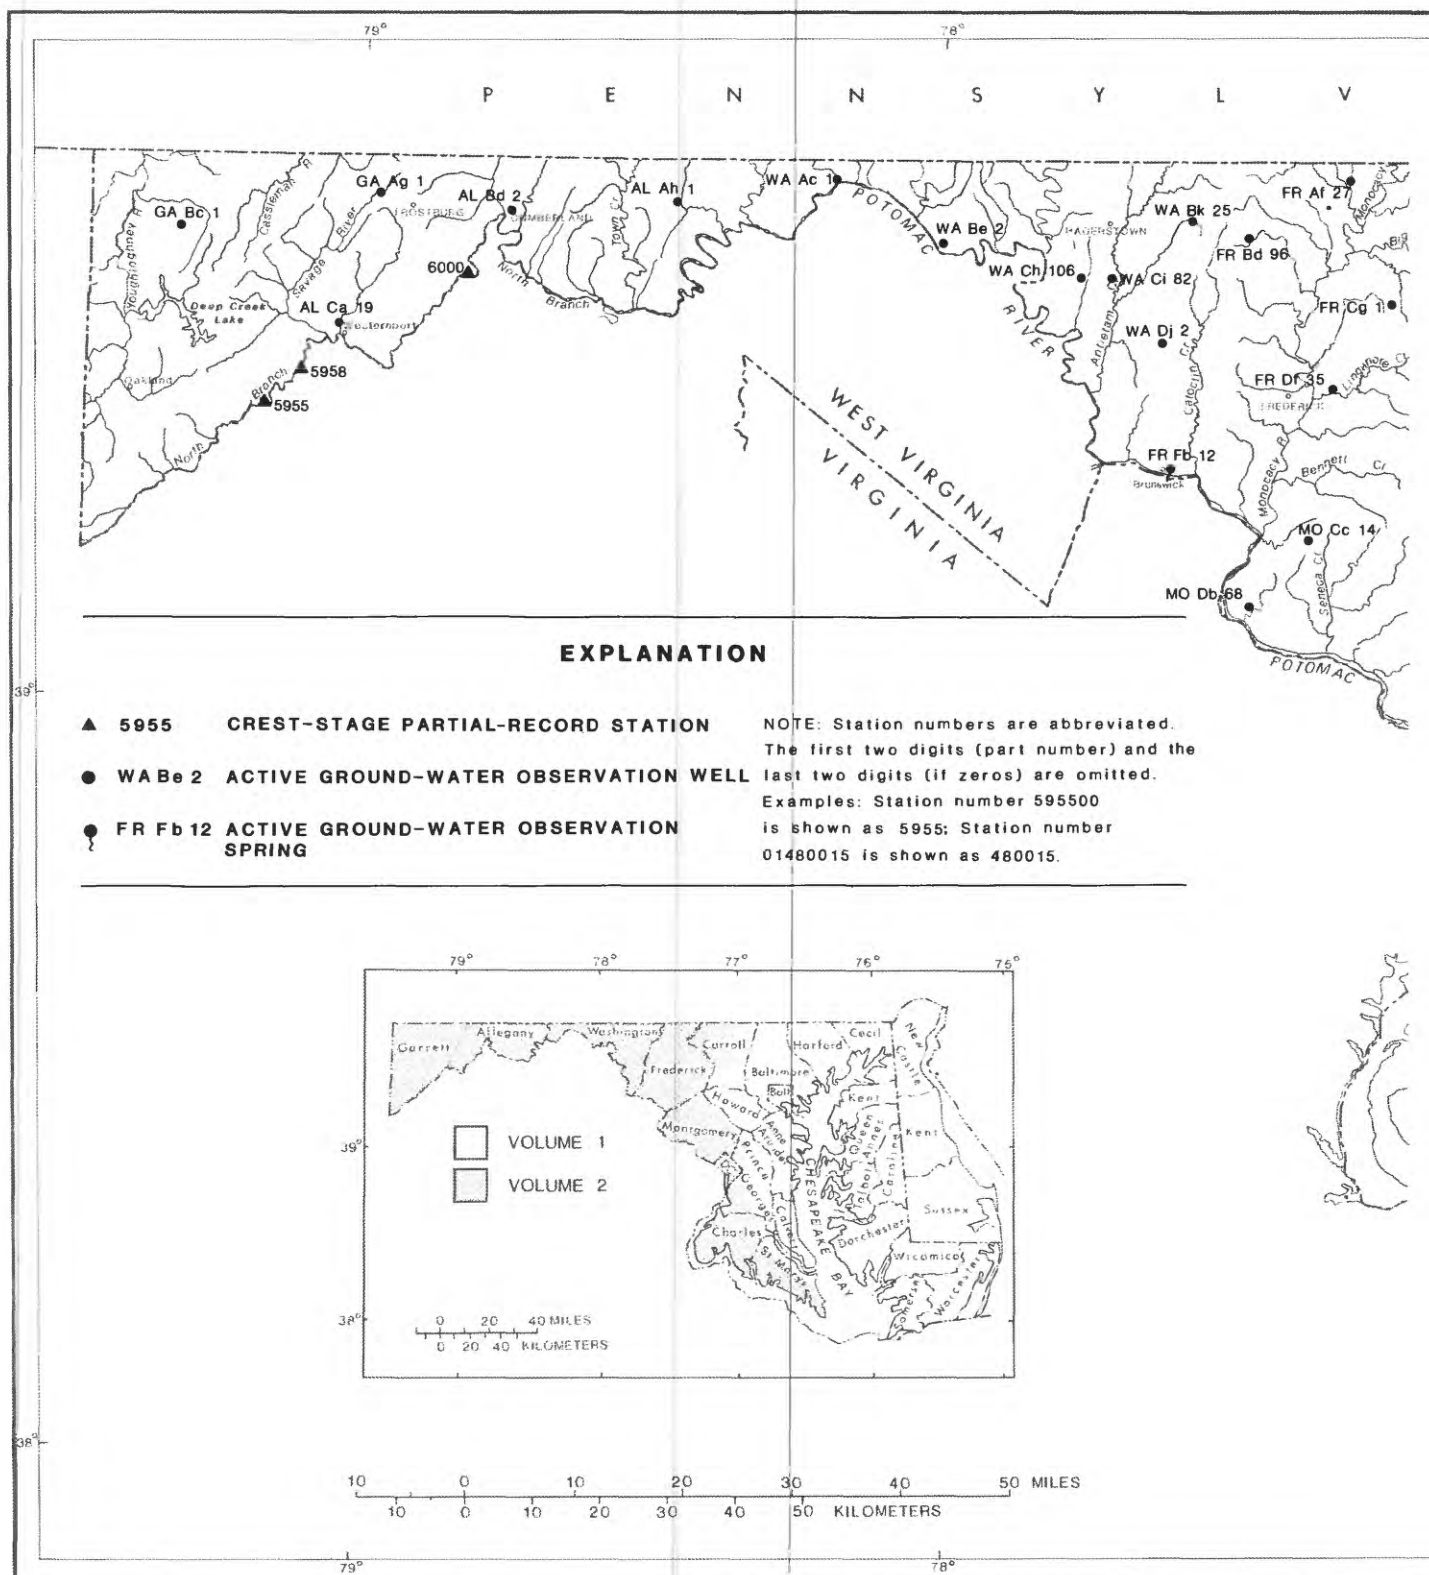 79°
78°
P E N N S Y L V
GA Ag 1
AL Bd 2
AL Ah 1
WA Ac 1
FR Af 27
GA Bc 1
Youghiogheny R
Cassleman R
Savage River
FROSTBURG
CUMBERLAND
Town Cr
POTOMAC
WA Be 2
HAGERSTOWN
WA Bk 25
FR Bd 96
Monocacy
Big
6000
North Branch
WA Ch 106
WA Ci 82
FR Cg 1
Deep Creek Lake
AL Ca 19
Westernport
RIVER
Antietam
WA Dj 2
Catoctin Cr
Oakland
5958
Branch
5955
North
WEST VIRGINIA
VIRGINIA
FR Df 35
FREDERICK
Linganore Cr
FR Fb 12
Brunswick
Monocacy R
Bennett Cr
MO Cc 14
MO Db 68
Seneca Cr
POTOMAC
EXPLANATION
39°
5955 CREST-STAGE PARTIAL-RECORD STATION
WA Be 2 ACTIVE GROUND-WATER OBSERVATION WELL
FR Fb 12 ACTIVE GROUND-WATER OBSERVATION
SPRING
NOTE: Station numbers are abbreviated.
The first two digits (part number) and the
last two digits (if zeros) are omitted.
Examples: Station number 595500
is shown as 5955; Station number
01480015 is shown as 480015.
79° 78° 77° 76° 75°
Garrett
Allegany
Washington
Frederick
Carroll
Baltimore
Balt
Harford
Cecil
New Castle
Howard
Montgomery
Anne Arundel
Prince Georges
Kent
Queen Annes
Talbot
Caroline
Kent
39°
VOLUME 1
VOLUME 2
CHESAPEAKE BAY
Calvert
Charles
St Marys
Dorchester
Sussex
Wicomico
Somerset
Worcester
38°
0 20 40 MILES
0 20 40 KILOMETERS
38°
10 0 10 20 30 40 50 MILES
10 0 10 20 30 40 50 KILOMETERS
79°
78°